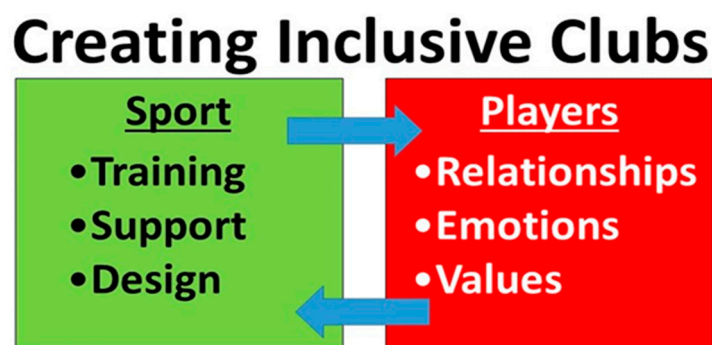 Creating Inclusive Clubs
Sport
•Training
•Support
•Design
Players
•Relationships
•Emotions
•Values